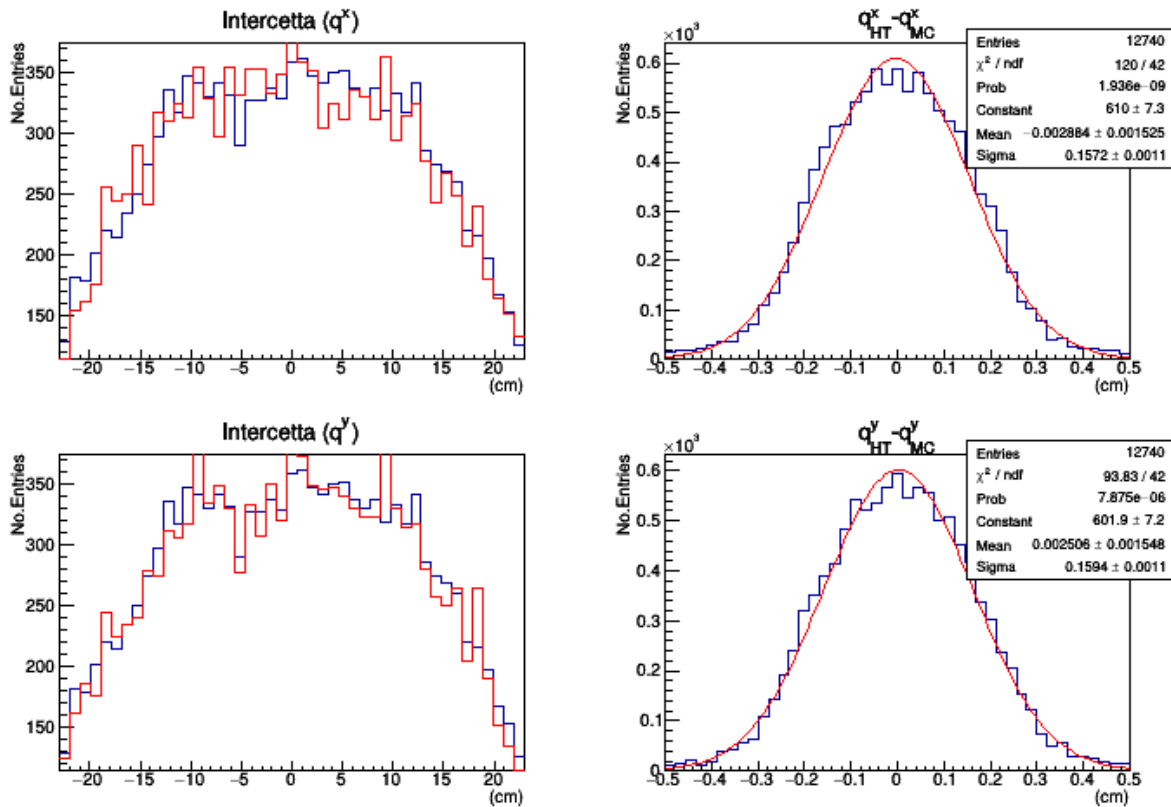 Intercetta (q^x)
No.Entries
350
300
250
200
150
−20 −15 −10 −5 0 5 10 15 20
(cm)
q^x_HT-q^x_MC
×10³
No.Entries
0.6
0.5
0.4
0.3
0.2
0.1
0
−0.5 −0.4 −0.3 −0.2 −0.1 0 0.1 0.2 0.3 0.4 0.5
(cm)
Entries 12740
χ² / ndf 120 / 42
Prob 1.936e−09
Constant 610 ± 7.3
Mean −0.002884 ± 0.001525
Sigma 0.1572 ± 0.0011
Intercetta (q^y)
No.Entries
350
300
250
200
150
−20 −15 −10 −5 0 5 10 15 20
(cm)
q^y_HT-q^y_MC
×10³
No.Entries
0.6
0.5
0.4
0.3
0.2
0.1
0
−0.5 −0.4 −0.3 −0.2 −0.1 0 0.1 0.2 0.3 0.4 0.5
(cm)
Entries 12740
χ² / ndf 93.83 / 42
Prob 7.875e−06
Constant 601.9 ± 7.2
Mean 0.002506 ± 0.001548
Sigma 0.1594 ± 0.0011